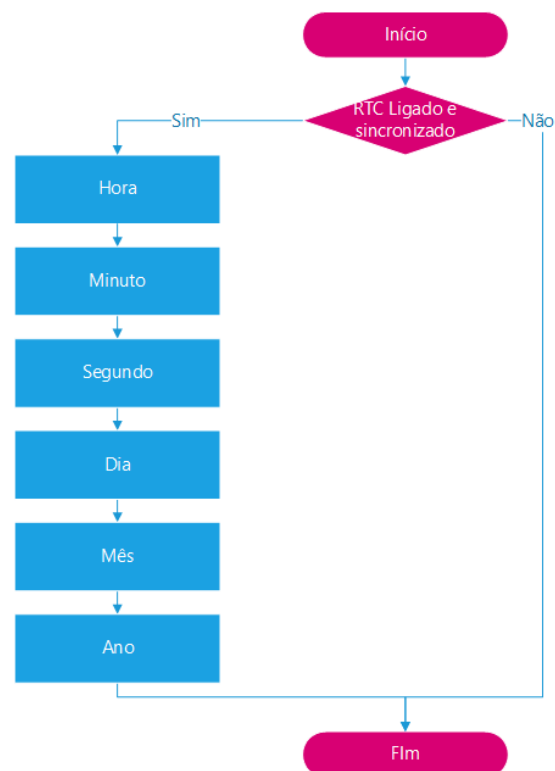 Início
RTC Ligado e
sincronizado
Sim
Não
Hora
Minuto
Segundo
Dia
Mês
Ano
FIm